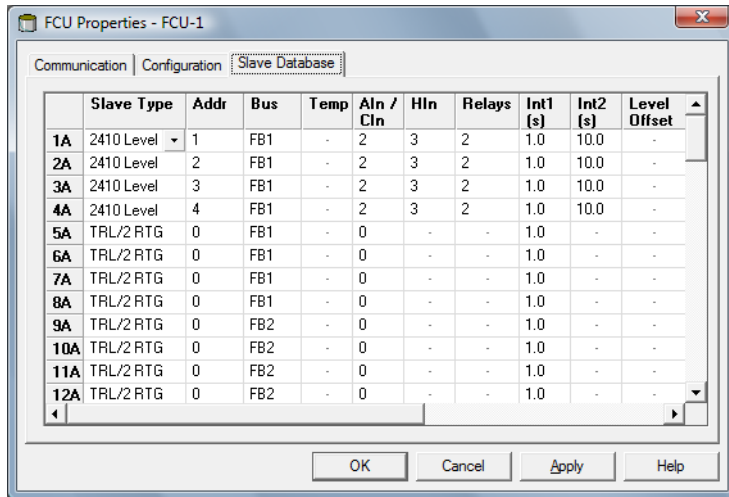 FCU Properties - FCU-1
Communication Configuration Slave Database
Slave Type Addr Bus Temp AIn / CIn HIn Relays Int1 (s) Int2 (s) Level Offset
1A 2410 Level 1 FB1 - 2 3 2 1.0 10.0 -
2A 2410 Level 2 FB1 - 2 3 2 1.0 10.0 -
3A 2410 Level 3 FB1 - 2 3 2 1.0 10.0 -
4A 2410 Level 4 FB1 - 2 3 2 1.0 10.0 -
5A TRL/2 RTG 0 FB1 - 0 - - 1.0 - -
6A TRL/2 RTG 0 FB1 - 0 - - 1.0 - -
7A TRL/2 RTG 0 FB1 - 0 - - 1.0 - -
8A TRL/2 RTG 0 FB1 - 0 - - 1.0 - -
9A TRL/2 RTG 0 FB2 - 0 - - 1.0 - -
10A TRL/2 RTG 0 FB2 - 0 - - 1.0 - -
11A TRL/2 RTG 0 FB2 - 0 - - 1.0 - -
12A TRL/2 RTG 0 FB2 - 0 - - 1.0 - -
OK Cancel Apply Help